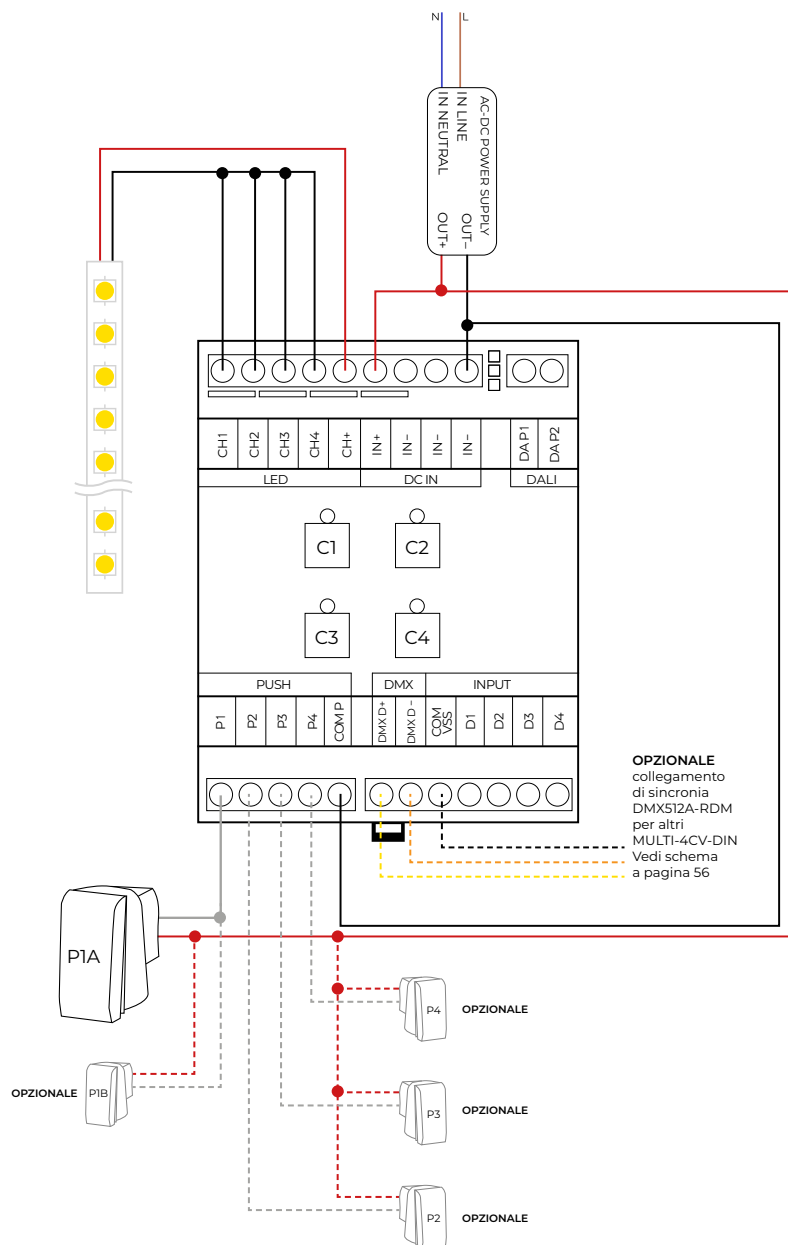 N L
AC-DC POWER SUPPLY
IN LINE
IN NEUTRAL
OUT+
OUT–
CH1 CH2 CH3 CH4 CH+ IN+ IN– IN– IN– DA P1 DA P2
LED DC IN DALI
C1 C2
C3 C4
PUSH DMX INPUT
P1 P2 P3 P4 COM P DMX D+ DMX D – COM VSS D1 D2 D3 D4
OPZIONALE
collegamento
di sincronia
DMX512A-RDM
per altri
MULTI-4CV-DIN
Vedi schema
a pagina 56
P1A
P4 OPZIONALE
OPZIONALE P1B
P3 OPZIONALE
P2 OPZIONALE